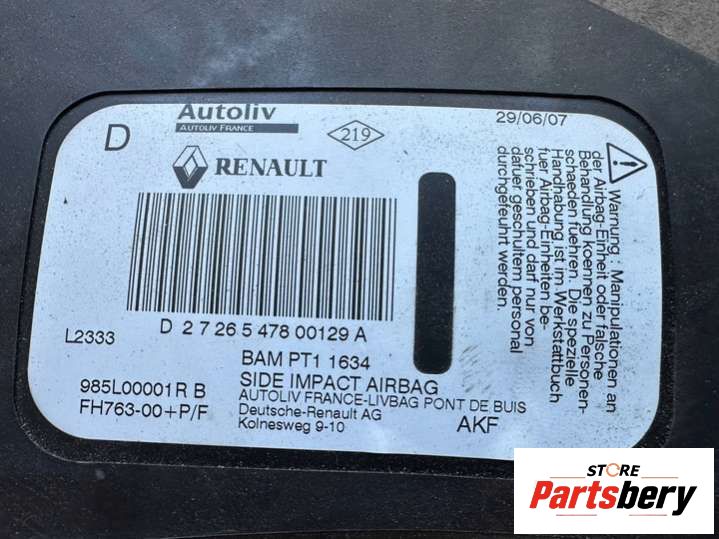 Autoliv
AUTOLIV FRANCE
D
219
29/06/07
RENAULT
D 2 7 26 5 478 00129 A
L2333
BAM PT1 1634
985L00001R B
SIDE IMPACT AIRBAG
FH763-00+P/F
AUTOLIV FRANCE-LIVBAG PONT DE BUIS
Deutsche-Renault AG
Kolnesweg 9-10
AKF
Warnung : Manipulationen an
der Airbag-Einheit oder falsche
Behandlung koennen zu Personen-
schaeden fuehren. Die spezielle
Handhabung ist im Werkstattbuch
fuer Airbag-Einheiten be-
schrieben und darf nur von
dafuer geschultem personal
durchgefeuhrt werden.
STORE
Partsbery